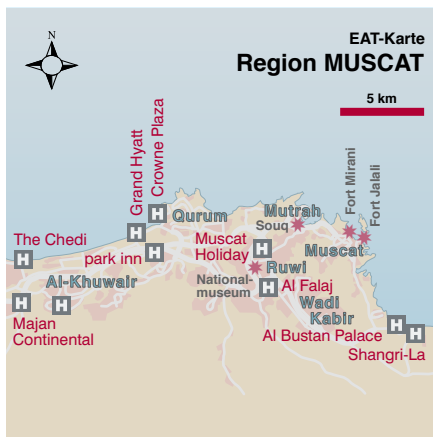 N
EAT-Karte
Region MUSCAT
5 km
Grand Hyatt
Crowne Plaza
Fort Mirani
Fort Jalali
Qurum
Mutrah
Souq
The Chedi
H
H
H
park inn
H
Muscat
Holiday
H
Muscat
Al-Khuwair
Ruwi
National-
museum
H
Al Falaj
H
H
Wadi
Kabir
Majan
Continental
Al Bustan Palace
H
H
Shangri-La